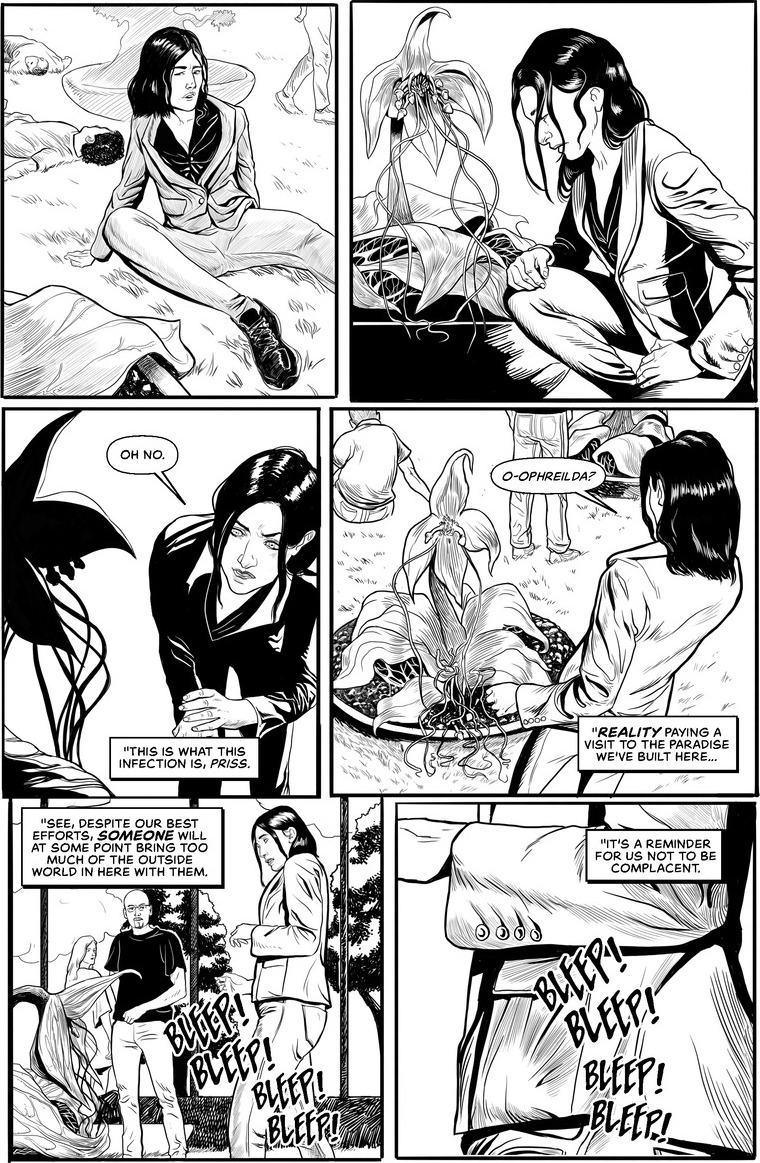 OH NO.
"THIS IS WHAT THIS
INFECTION IS, PRISS.
O-OPHREILDA?
"REALITY PAYING A
VISIT TO THE PARADISE
WE'VE BUILT HERE...
"SEE, DESPITE OUR BEST
EFFORTS, SOMEONE WILL
AT SOME POINT BRING TOO
MUCH OF THE OUTSIDE
WORLD IN HERE WITH THEM.
BLEEP!
BLEEP!
BLEEP!
BLEEP!
"IT'S A REMINDER
FOR US NOT TO BE
COMPLACENT.
BLEEP!
BLEEP!
BLEEP!
BLEEP!